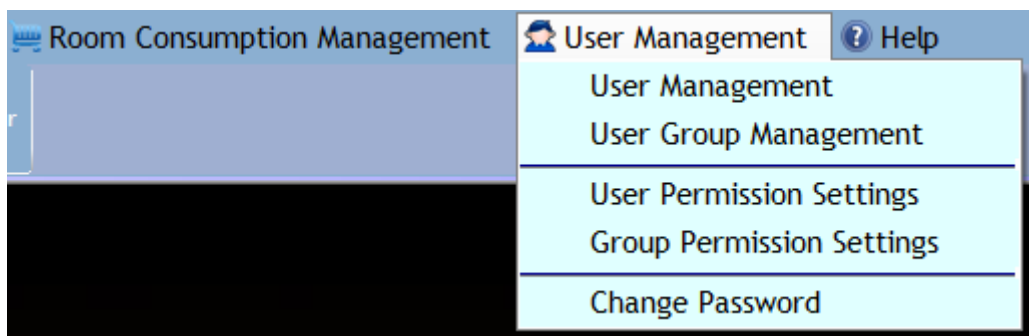 Room Consumption Management User Management Help
r
User Management
User Group Management
User Permission Settings
Group Permission Settings
Change Password